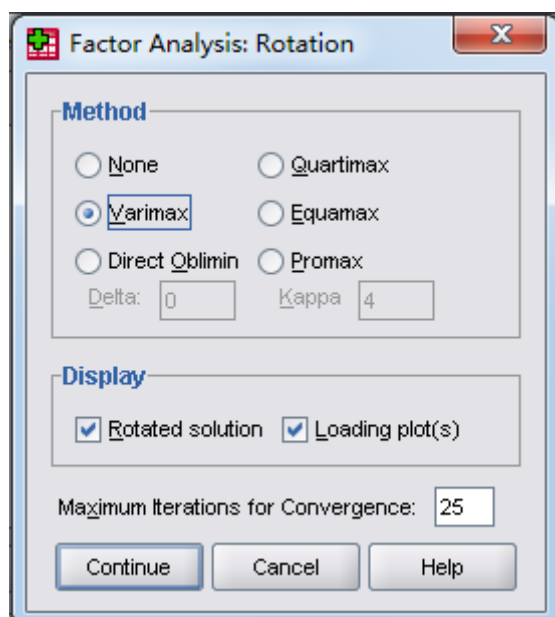 Factor Analysis: Rotation
Method
None Quartimax
Varimax Equamax
Direct Oblimin Promax
Delta: 0 Kappa 4
Display
Rotated solution Loading plot(s)
Maximum Iterations for Convergence: 25
Continue Cancel Help